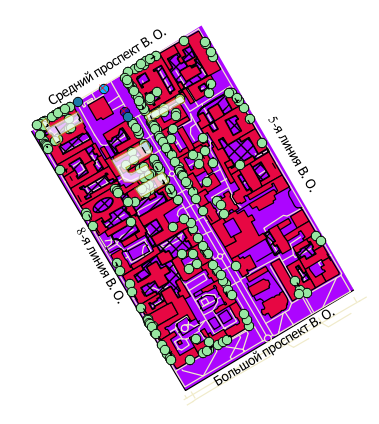 Средний проспект В. О.
5-я линия В. О.
8-я линия В. О.
Большой проспект В. О.